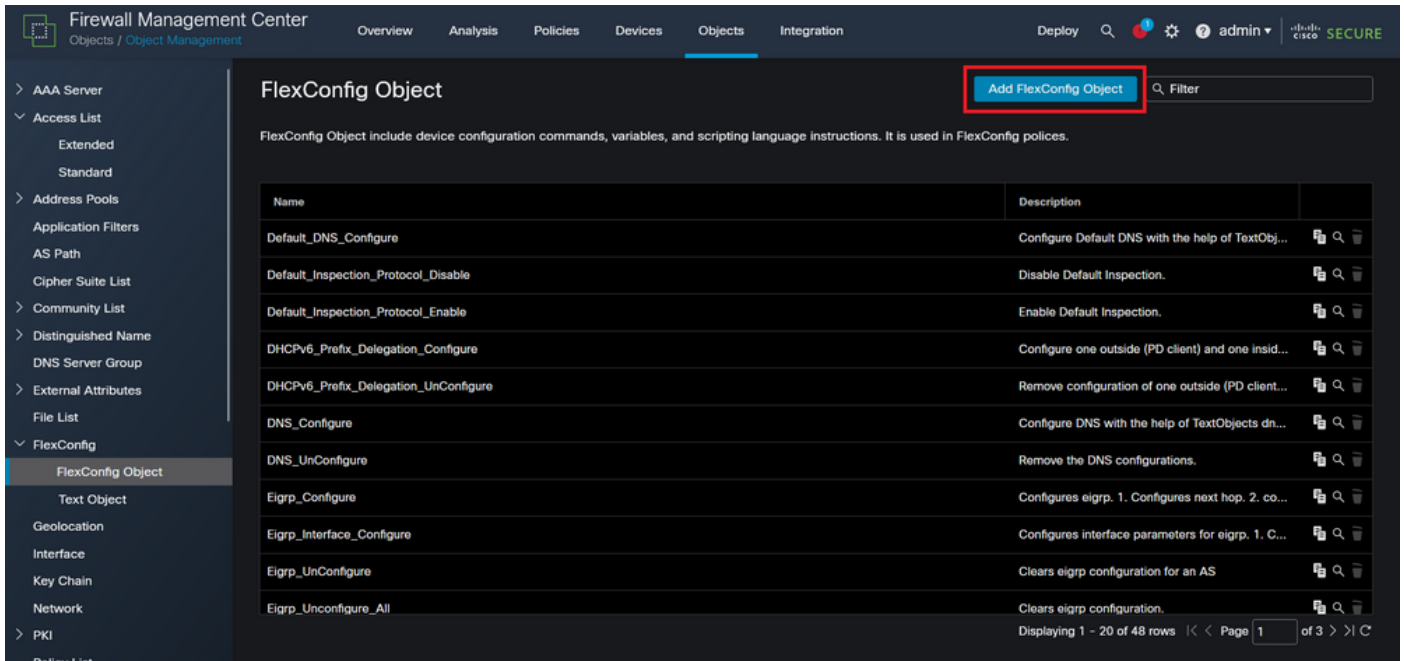 Firewall Management Center
Objects / Object Management
Overview Analysis Policies Devices Objects Integration Deploy 1 admin cisco SECURE
AAA Server
Access List
Extended
Standard
Address Pools
Application Filters
AS Path
Cipher Suite List
Community List
Distinguished Name
DNS Server Group
External Attributes
File List
FlexConfig
FlexConfig Object
Text Object
Geolocation
Interface
Key Chain
Network
PKI
Policy List
FlexConfig Object
Add FlexConfig Object
Filter
FlexConfig Object include device configuration commands, variables, and scripting language instructions. It is used in FlexConfig polices.
Name Description
Default_DNS_Configure Configure Default DNS with the help of TextObj...
Default_Inspection_Protocol_Disable Disable Default Inspection.
Default_Inspection_Protocol_Enable Enable Default Inspection.
DHCPv6_Prefix_Delegation_Configure Configure one outside (PD client) and one insid...
DHCPv6_Prefix_Delegation_UnConfigure Remove configuration of one outside (PD client...
DNS_Configure Configure DNS with the help of TextObjects dn...
DNS_UnConfigure Remove the DNS configurations.
Eigrp_Configure Configures eigrp. 1. Configures next hop. 2. co...
Eigrp_Interface_Configure Configures interface parameters for eigrp. 1. C...
Eigrp_UnConfigure Clears eigrp configuration for an AS
Eigrp_Unconfigure_All Clears eigrp configuration.
Displaying 1 - 20 of 48 rows Page 1 of 3